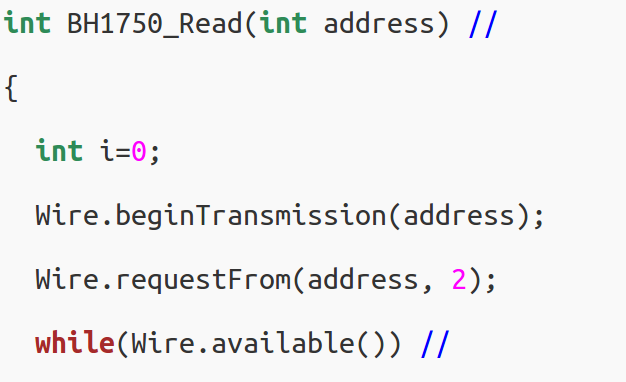 int BH1750_Read(int address) //
{
int i=0;
Wire.beginTransmission(address);
Wire.requestFrom(address, 2);
while(Wire.available()) //